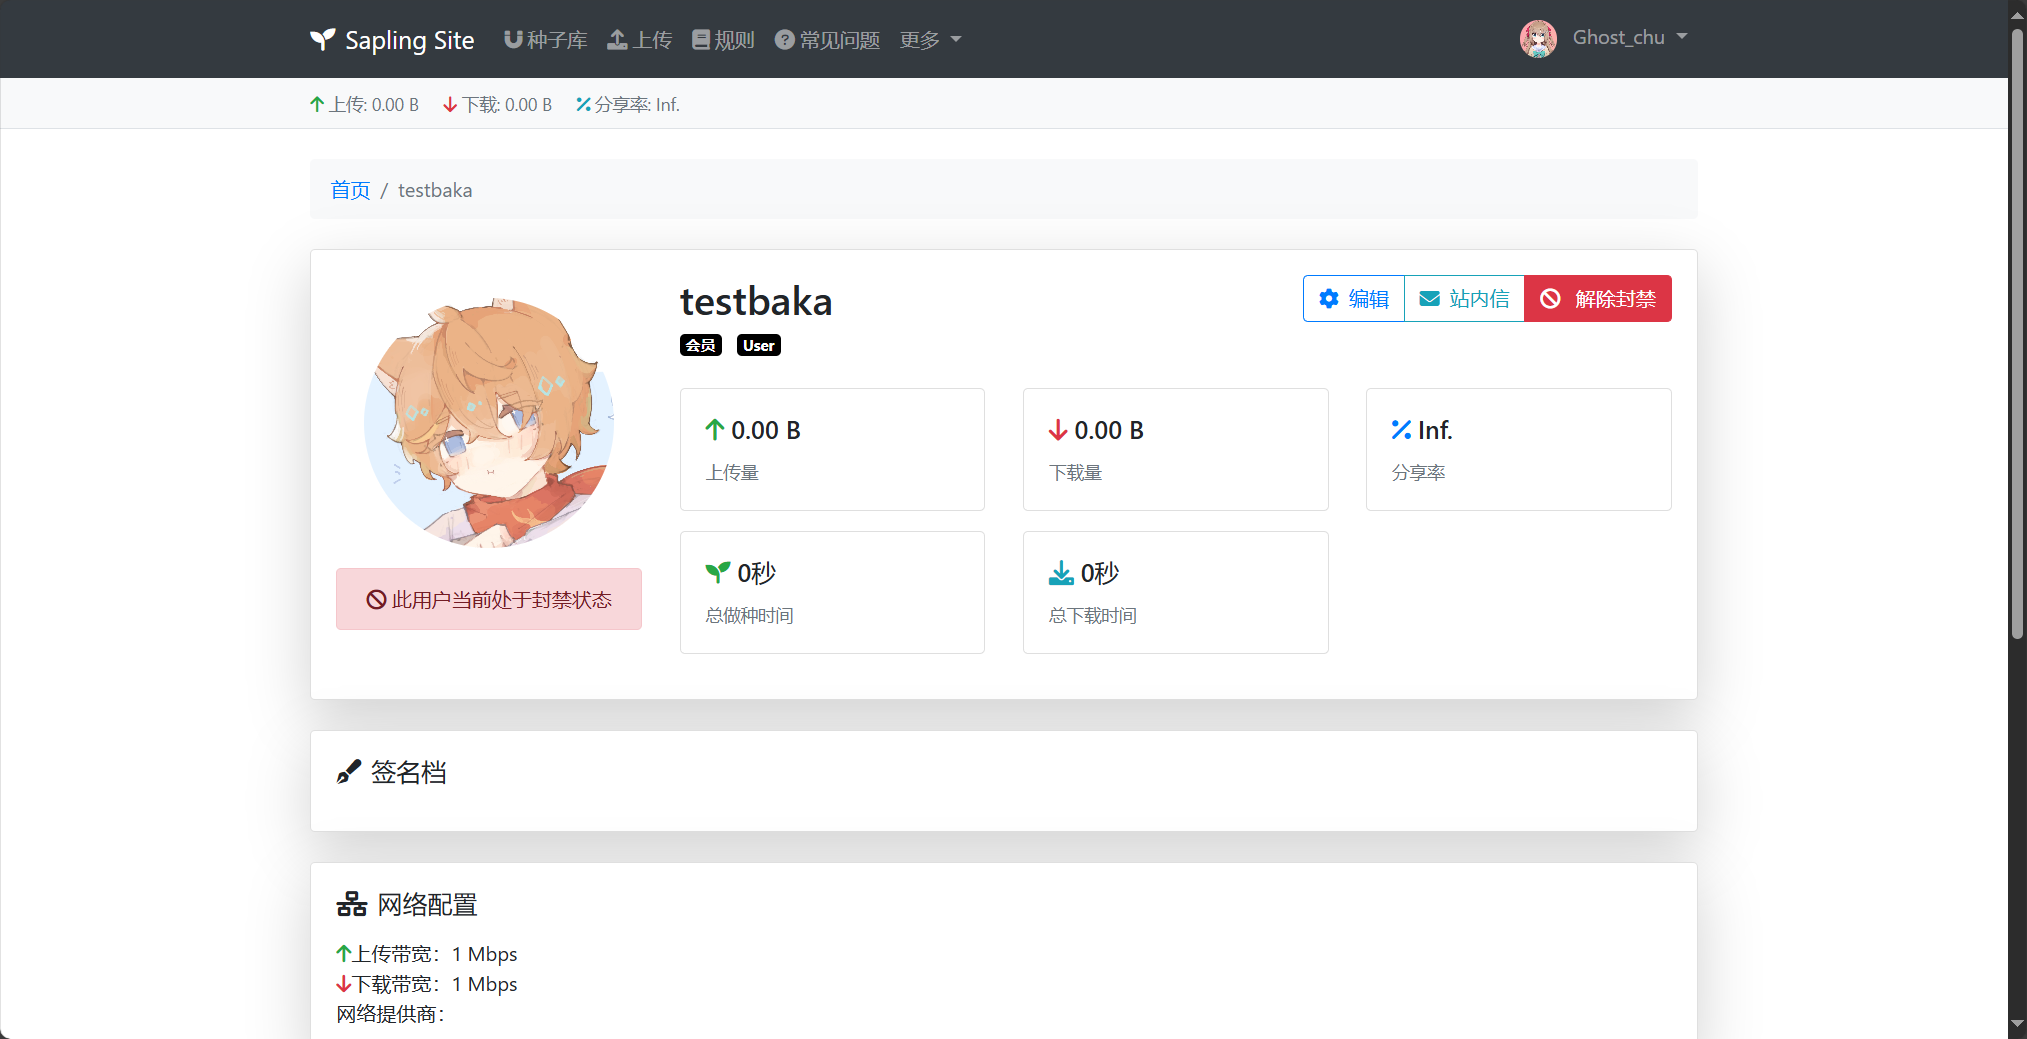 Sapling Site 种子库 上传 规则 常见问题 更多 Ghost_chu
上传: 0.00 B 下载: 0.00 B 分享率: Inf.
首页 / testbaka
testbaka
编辑 站内信 解除封禁
会员 User
0.00 B
上传量
0.00 B
下载量
Inf.
分享率
0秒
总做种时间
0秒
总下载时间
此用户当前处于封禁状态
签名档
网络配置
上传带宽：1 Mbps
下载带宽：1 Mbps
网络提供商：